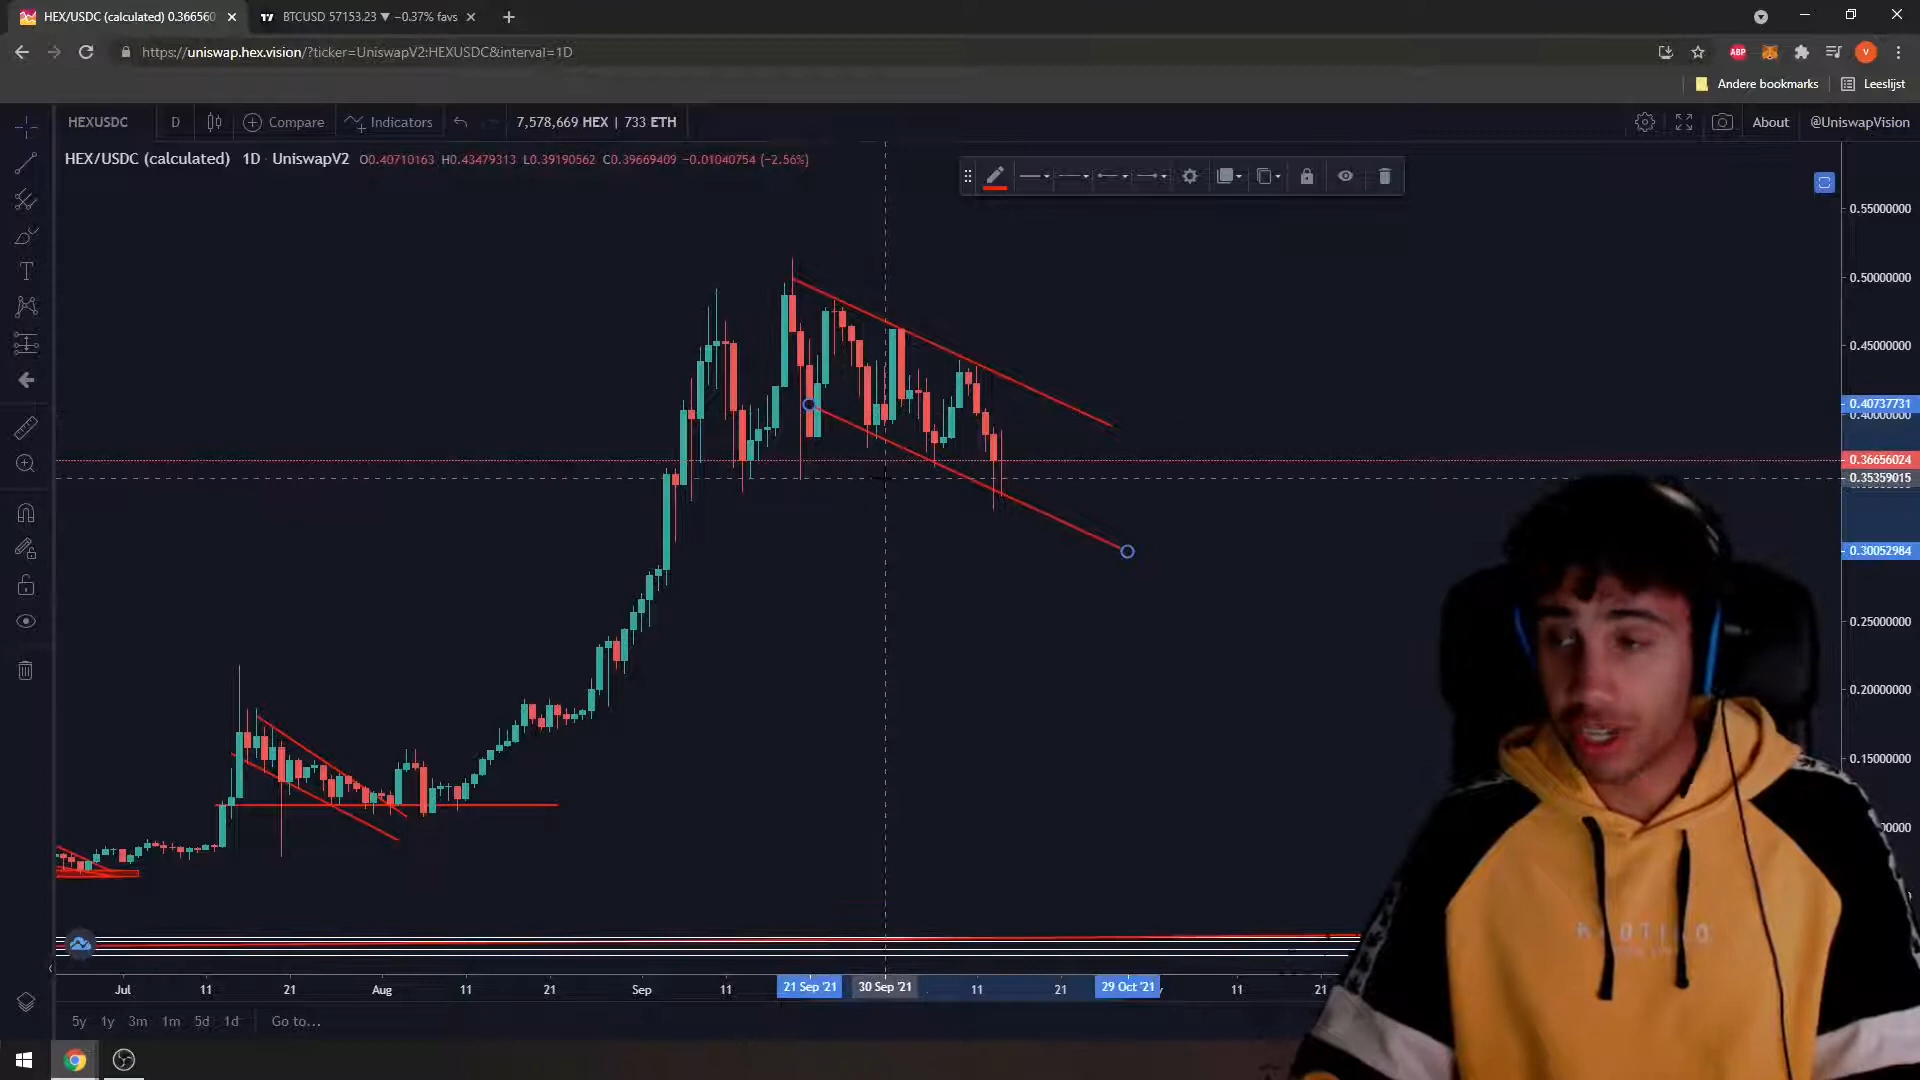 HEX/USDC (calculated) 0.366560
BTCUSD 57153.23 ▼ −0.37% favs
https://uniswap.hex.vision/?ticker=UniswapV2:HEXUSDC&interval=1D
ABP
V
Andere bookmarks
Leeslijst
HEXUSDC
D
Compare
Indicators
7,578,669 HEX | 733 ETH
About
@UniswapVision
HEX/USDC (calculated) 1D UniswapV2 O0.40710163 H0.43479313 L0.39190562 C0.39669409 −0.01040754 (−2.56%)
T
0.55000000
0.50000000
0.45000000
0.40737731
0.40000000
0.36656024
0.35359015
0.30052984
0.25000000
0.20000000
0.15000000
Jul 11 21 Aug 11 21 Sep 11 21 Sep '21 30 Sep '21 11 21 29 Oct '21 11 21
5y 1y 3m 1m 5d 1d Go to...